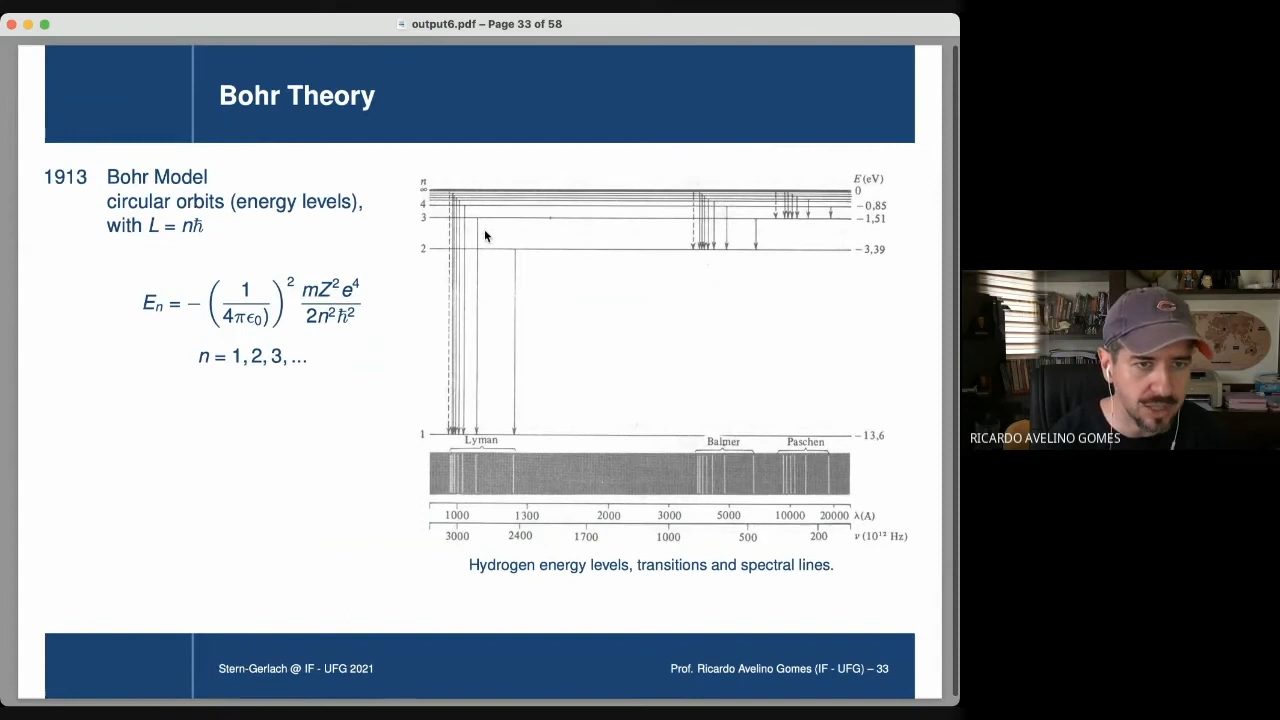 output6.pdf – Page 33 of 58
Bohr Theory
1913 Bohr Model
circular orbits (energy levels),
with L = nħ
E_n = − (1 / 4πϵ₀))² mZ²e⁴ / 2n²ħ²
n = 1, 2, 3, ...
n E (eV)
∞ 0
4 −0,85
3 −1,51
2 −3,39
1 −13,6
Lyman Balmer Paschen
1000 1300 2000 3000 5000 10000 20000 λ(A)
3000 2400 1700 1000 500 200 ν (10¹² Hz)
Hydrogen energy levels, transitions and spectral lines.
Stern-Gerlach @ IF - UFG 2021 Prof. Ricardo Avelino Gomes (IF - UFG) – 33
RICARDO AVELINO GOMES